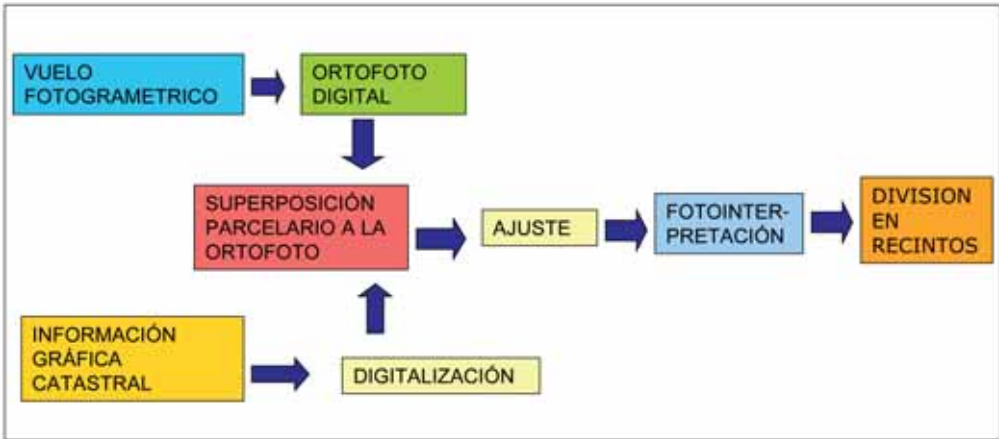 VUELO
FOTOGRAMETRICO
ORTOFOTO
DIGITAL
SUPERPOSICIÓN
PARCELARIO A LA
ORTOFOTO
AJUSTE
FOTOINTER-
PRETACIÓN
DIVISION
EN
RECINTOS
INFORMACIÓN
GRÁFICA
CATASTRAL
DIGITALIZACIÓN